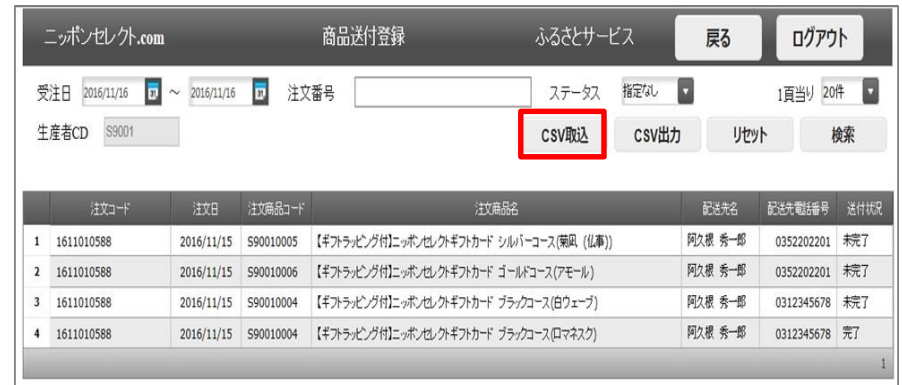 ニッポンセレクト.com 商品送付登録 ふるさとサービス 戻る ログアウト
受注日 2016/11/16 31 ～ 2016/11/16 31 注文番号 ステータス 指定なし 1頁当り 20件
生産者CD S9001 CSV取込 CSV出力 リセット 検索
注文コード 注文日 注文商品コード 注文商品名 配送先名 配送先電話番号 送付状況
1 1611010588 2016/11/15 S90010005 【ギフトラッピング付】ニッポンセレクトギフトカード シルバーコース(菊凪 (仏事)) 阿久根 秀一郎 0352202201 未完了
2 1611010588 2016/11/15 S90010006 【ギフトラッピング付】ニッポンセレクトギフトカード ゴールドコース(アモール) 阿久根 秀一郎 0352202201 未完了
3 1611010588 2016/11/15 S90010004 【ギフトラッピング付】ニッポンセレクトギフトカード ブラックコース(白ウェーブ) 阿久根 秀一郎 0312345678 未完了
4 1611010588 2016/11/15 S90010004 【ギフトラッピング付】ニッポンセレクトギフトカード ブラックコース(ロマネスク) 阿久根 秀一郎 0312345678 完了
1